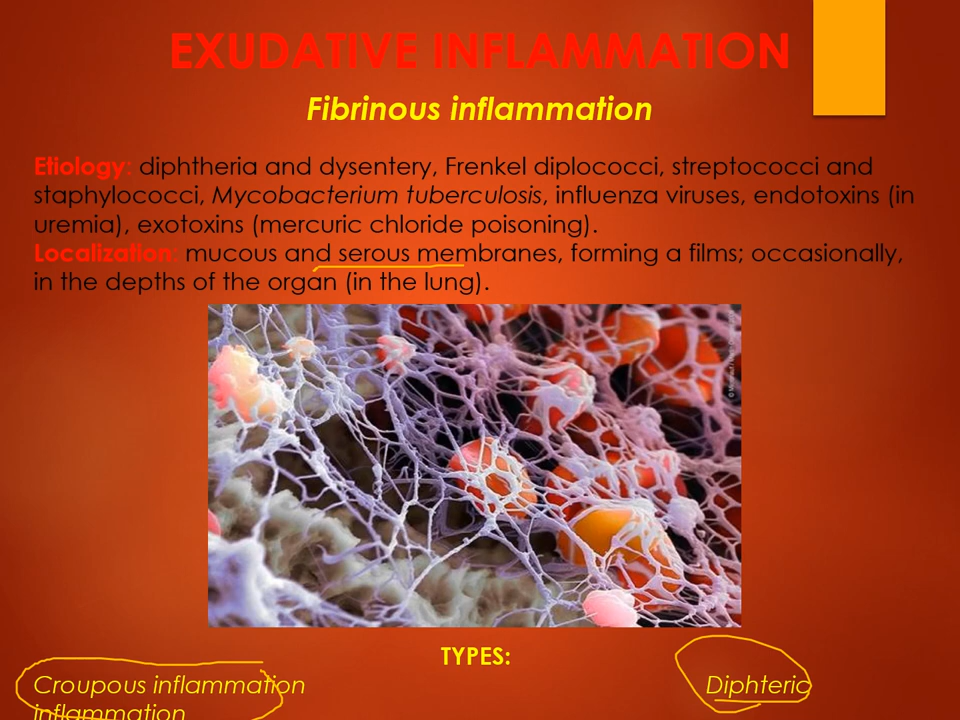 EXUDATIVE INFLAMMATION
Fibrinous inflammation
Etiology: diphtheria and dysentery, Frenkel diplococci, streptococci and
staphylococci, Mycobacterium tuberculosis, influenza viruses, endotoxins (in
uremia), exotoxins (mercuric chloride poisoning).
Localization: mucous and serous membranes, forming a films; occasionally,
in the depths of the organ (in the lung).
TYPES:
Croupous inflammation Diphteric
inflammation